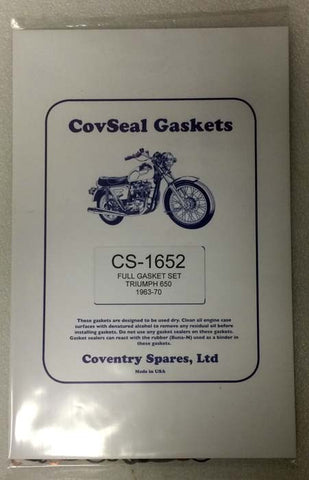 CovSeal Gaskets
CS-1652
FULL GASKET SET
TRIUMPH 650
1963-70
These gaskets are designed to be used dry. Clean all engine case
surfaces with denatured alcohol to remove any residual oil before
installing gaskets. Do not use any gasket sealers on these gaskets.
Gasket sealers can react with the rubber (Buna-N) used as a binder in
these gaskets.
Coventry Spares, Ltd
Made in USA